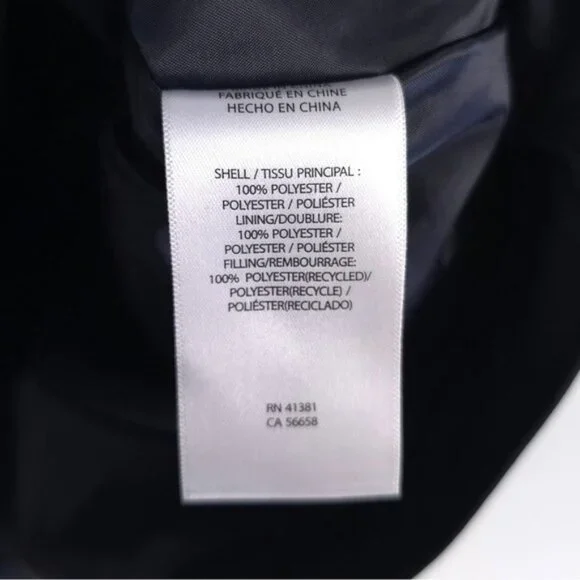 FABRIQUÉ EN CHINE
HECHO EN CHINA
SHELL / TISSU PRINCIPAL :
100% POLYESTER /
POLYESTER / POLIÉSTER
LINING/DOUBLURE:
100% POLYESTER /
POLYESTER / POLIÉSTER
FILLING/REMBOURRAGE:
100% POLYESTER(RECYCLED)/
POLYESTER(RECYCLE) /
POLIÉSTER(RECICLADO)
RN 41381
CA 56658